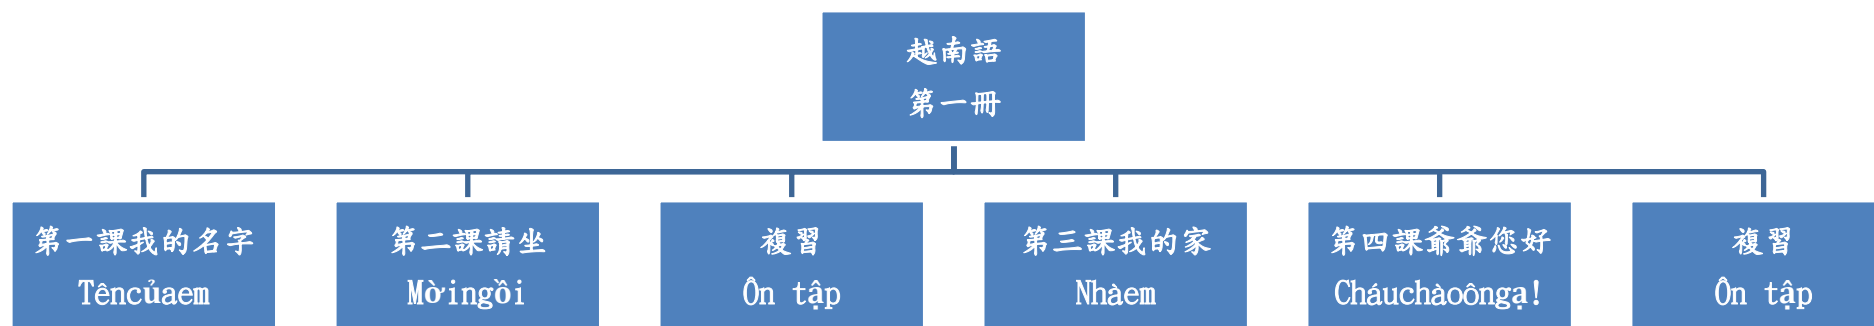 越南語
第一冊
第一課我的名字
Têncủaem
第二課請坐
Mờingồi
複習
Ôn tập
第三課我的家
Nhàem
第四課爺爺您好
Cháuchàoôngạ!
複習
Ôn tập